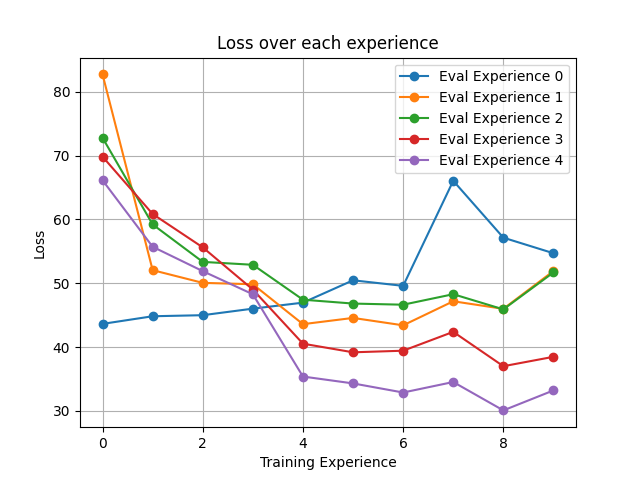 Loss over each experience
Eval Experience 0
Eval Experience 1
Eval Experience 2
Eval Experience 3
Eval Experience 4
80
70
60
50
40
30
Loss
0 2 4 6 8
Training Experience